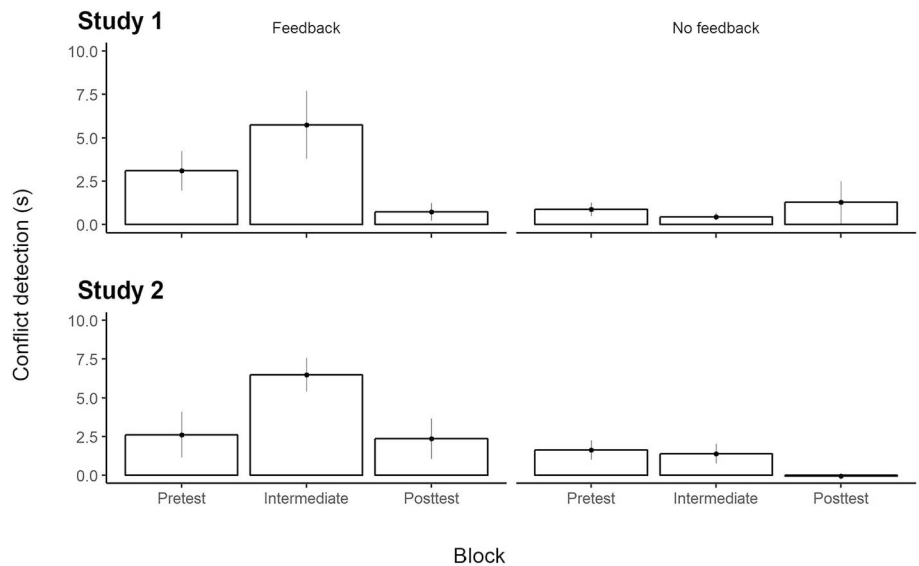 Study 1
Feedback
No feedback
10.0
7.5
5.0
2.5
0.0
Conflict detection (s)
Study 2
10.0
7.5
5.0
2.5
0.0
Pretest Intermediate Posttest
Pretest Intermediate Posttest
Block